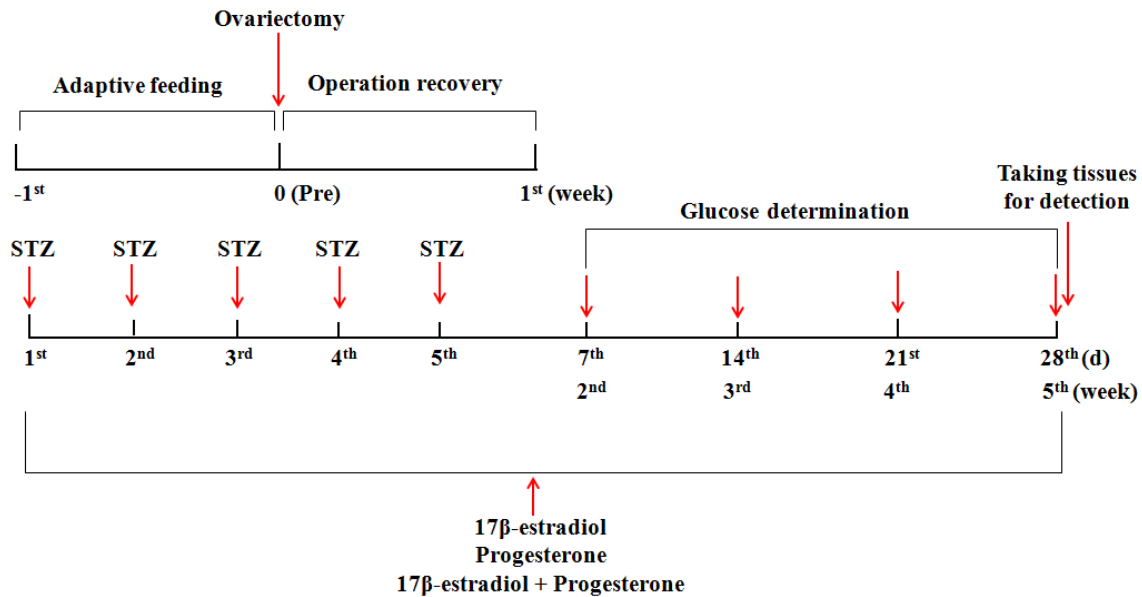 Ovariectomy
Adaptive feeding Operation recovery
-1st 0 (Pre) 1st (week)
Taking tissues
for detection
Glucose determination
STZ STZ STZ STZ STZ
1st 2nd 3rd 4th 5th 7th 14th 21st 28th (d)
2nd 3rd 4th 5th (week)
17β-estradiol
Progesterone
17β-estradiol + Progesterone